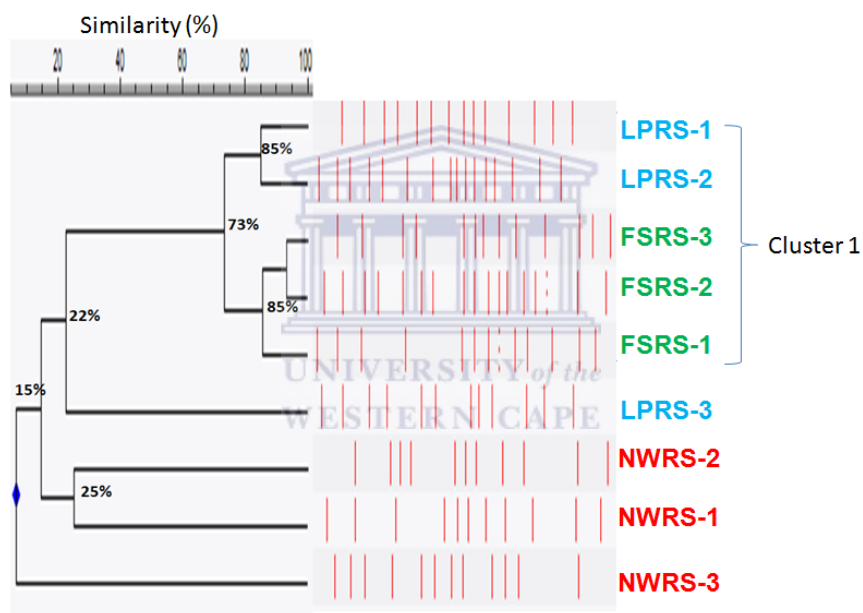 Similarity (%)
20 40 60 80 100
LPRS-1
85%
LPRS-2
73%
FSRS-3
Cluster 1
FSRS-2
85%
22%
FSRS-1
UNIVERSITY of the
WESTERN CAPE
15%
LPRS-3
NWRS-2
25%
NWRS-1
NWRS-3